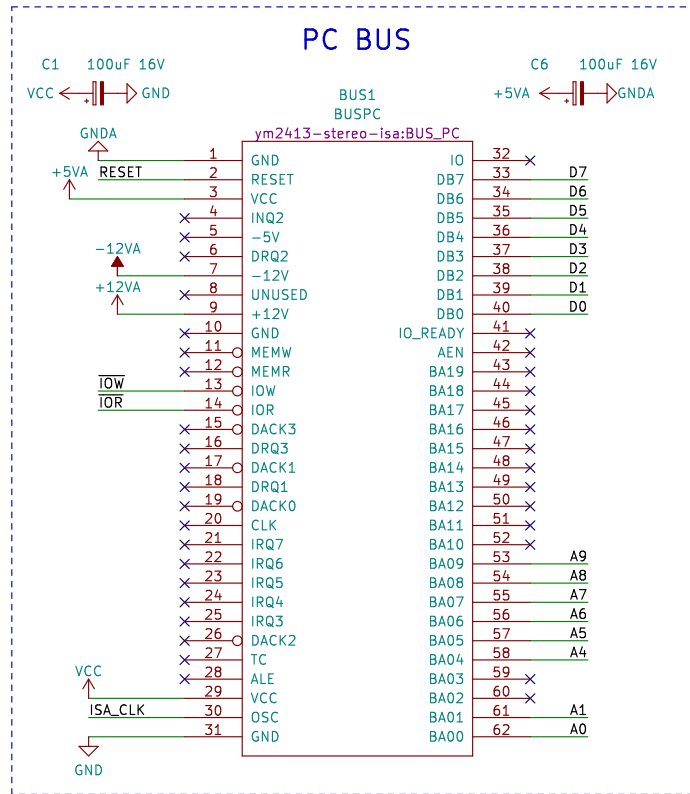 PC BUS
C1 100uF 16V
VCC GND
C6 100uF 16V
+5VA GNDA
BUS1
BUSPC
ym2413-stereo-isa:BUS_PC
GNDA
1 GND IO 32
RESET 2 RESET DB7 33 D7
+5VA 3 VCC DB6 34 D6
4 INQ2 DB5 35 D5
5 -5V DB4 36 D4
6 DRQ2 DB3 37 D3
-12VA 7 -12V DB2 38 D2
8 UNUSED DB1 39 D1
+12VA 9 +12V DB0 40 D0
10 GND IO_READY 41
11 MEMW AEN 42
12 MEMR BA19 43
IOW 13 IOW BA18 44
IOR 14 IOR BA17 45
15 DACK3 BA16 46
16 DRQ3 BA15 47
17 DACK1 BA14 48
18 DRQ1 BA13 49
19 DACK0 BA12 50
20 CLK BA11 51
21 IRQ7 BA10 52
22 IRQ6 BA09 53 A9
23 IRQ5 BA08 54 A8
24 IRQ4 BA07 55 A7
25 IRQ3 BA06 56 A6
26 DACK2 BA05 57 A5
27 TC BA04 58 A4
28 ALE BA03 59
VCC 29 VCC BA02 60
ISA_CLK 30 OSC BA01 61 A1
31 GND BA00 62 A0
GND